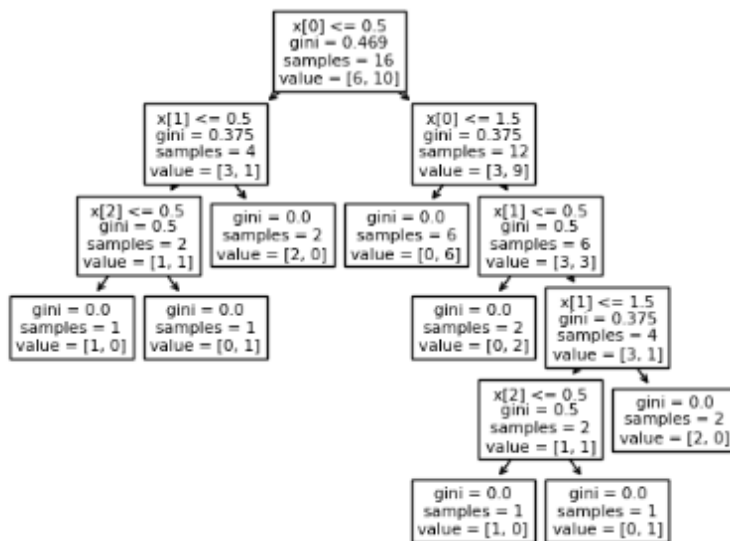 x[0] <= 0.5
gini = 0.469
samples = 16
value = [6, 10]
x[1] <= 0.5
gini = 0.375
samples = 4
value = [3, 1]
x[0] <= 1.5
gini = 0.375
samples = 12
value = [3, 9]
x[2] <= 0.5
gini = 0.5
samples = 2
value = [1, 1]
gini = 0.0
samples = 2
value = [2, 0]
gini = 0.0
samples = 6
value = [0, 6]
x[1] <= 0.5
gini = 0.5
samples = 6
value = [3, 3]
gini = 0.0
samples = 1
value = [1, 0]
gini = 0.0
samples = 1
value = [0, 1]
gini = 0.0
samples = 2
value = [0, 2]
x[1] <= 1.5
gini = 0.375
samples = 4
value = [3, 1]
x[2] <= 0.5
gini = 0.5
samples = 2
value = [1, 1]
gini = 0.0
samples = 2
value = [2, 0]
gini = 0.0
samples = 1
value = [1, 0]
gini = 0.0
samples = 1
value = [0, 1]